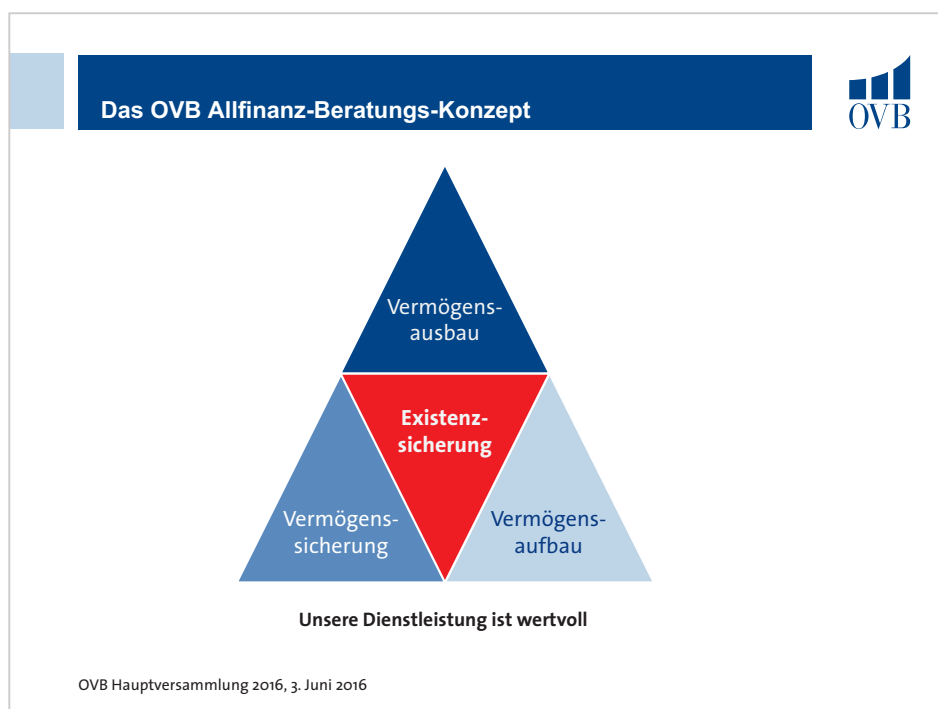 Das OVB Allfinanz-Beratungs-Konzept
OVB
Vermögens-
ausbau
Existenz-
sicherung
Vermögens-
sicherung
Vermögens-
aufbau
Unsere Dienstleistung ist wertvoll
OVB Hauptversammlung 2016, 3. Juni 2016